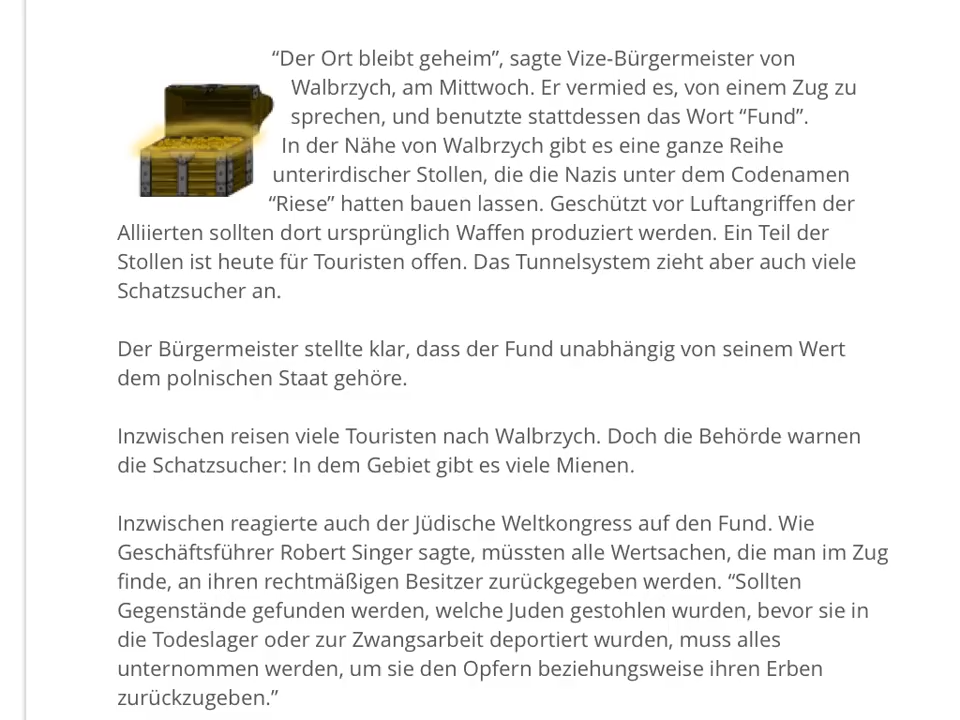 “Der Ort bleibt geheim”, sagte Vize-Bürgermeister von
Walbrzych, am Mittwoch. Er vermied es, von einem Zug zu
sprechen, und benutzte stattdessen das Wort “Fund”.
In der Nähe von Walbrzych gibt es eine ganze Reihe
unterirdischer Stollen, die die Nazis unter dem Codenamen
“Riese” hatten bauen lassen. Geschützt vor Luftangriffen der
Alliierten sollten dort ursprünglich Waffen produziert werden. Ein Teil der
Stollen ist heute für Touristen offen. Das Tunnelsystem zieht aber auch viele
Schatzsucher an.
Der Bürgermeister stellte klar, dass der Fund unabhängig von seinem Wert
dem polnischen Staat gehöre.
Inzwischen reisen viele Touristen nach Walbrzych. Doch die Behörde warnen
die Schatzsucher: In dem Gebiet gibt es viele Mienen.
Inzwischen reagierte auch der Jüdische Weltkongress auf den Fund. Wie
Geschäftsführer Robert Singer sagte, müssten alle Wertsachen, die man im Zug
finde, an ihren rechtmäßigen Besitzer zurückgegeben werden. “Sollten
Gegenstände gefunden werden, welche Juden gestohlen wurden, bevor sie in
die Todeslager oder zur Zwangsarbeit deportiert wurden, muss alles
unternommen werden, um sie den Opfern beziehungsweise ihren Erben
zurückzugeben.”